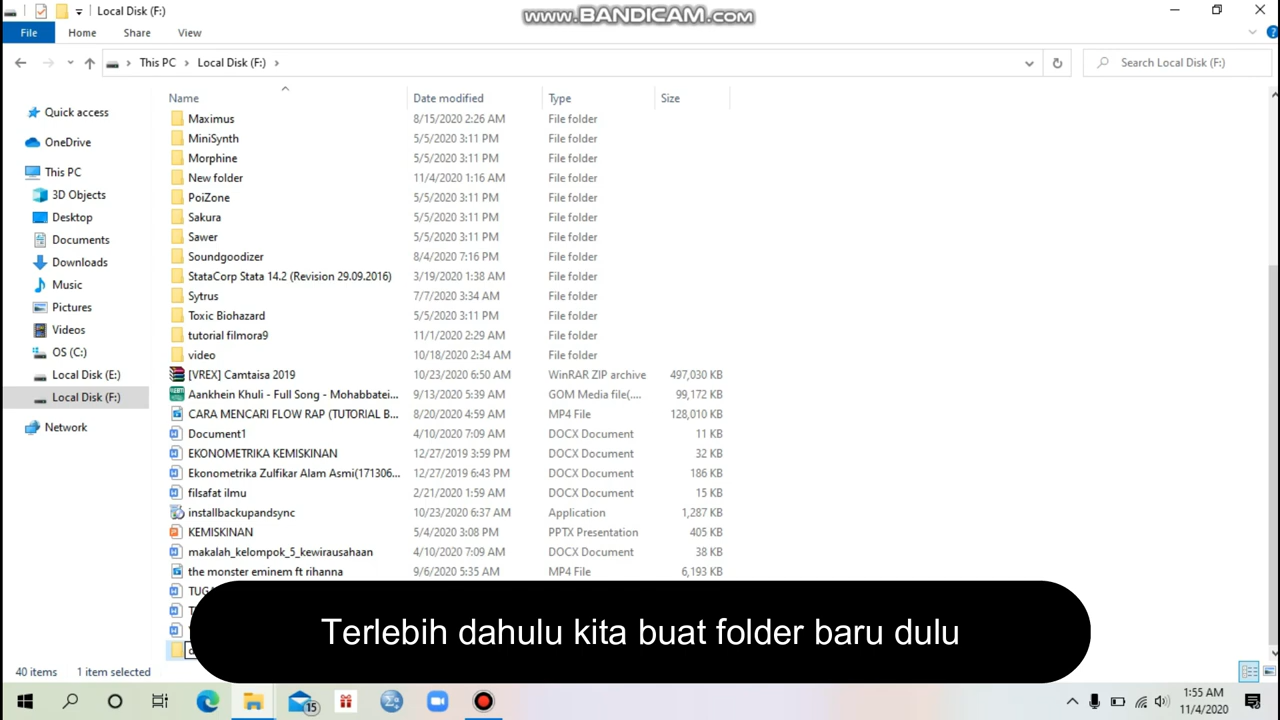 Local Disk (F:)
www.BANDICAM.com
File Home Share View
This PC Local Disk (F:)
Search Local Disk (F:)
Name Date modified Type Size
Quick access
OneDrive
This PC
3D Objects
Desktop
Documents
Downloads
Music
Pictures
Videos
OS (C:)
Local Disk (E:)
Local Disk (F:)
Network
Maximus 8/15/2020 2:26 AM File folder
MiniSynth 5/5/2020 3:11 PM File folder
Morphine 5/5/2020 3:11 PM File folder
New folder 11/4/2020 1:16 AM File folder
PoiZone 5/5/2020 3:11 PM File folder
Sakura 5/5/2020 3:11 PM File folder
Sawer 5/5/2020 3:11 PM File folder
Soundgoodizer 8/4/2020 7:16 PM File folder
StataCorp Stata 14.2 (Revision 29.09.2016) 3/19/2020 1:38 AM File folder
Sytrus 7/7/2020 3:34 AM File folder
Toxic Biohazard 5/5/2020 3:11 PM File folder
tutorial filmora9 11/1/2020 2:29 AM File folder
video 10/18/2020 2:34 AM File folder
[VREX] Camtaisa 2019 10/23/2020 6:50 AM WinRAR ZIP archive 497,030 KB
Aankhein Khuli - Full Song - Mohabbatei... 9/13/2020 5:39 AM GOM Media file(.... 99,172 KB
CARA MENCARI FLOW RAP (TUTORIAL B... 8/20/2020 4:59 AM MP4 File 128,010 KB
Document1 4/10/2020 7:09 AM DOCX Document 11 KB
EKONOMETRIKA KEMISKINAN 12/27/2019 3:59 PM DOCX Document 32 KB
Ekonometrika Zulfikar Alam Asmi(171306... 12/27/2019 6:43 PM DOCX Document 186 KB
filsafat ilmu 2/21/2020 1:59 AM DOCX Document 15 KB
installbackupandsync 10/23/2020 6:37 AM Application 1,287 KB
KEMISKINAN 5/4/2020 3:08 PM PPTX Presentation 405 KB
makalah_kelompok_5_kewirausahaan 4/10/2020 7:09 AM DOCX Document 38 KB
the monster eminem ft rihanna 9/6/2020 5:35 AM MP4 File 6,193 KB
Terlebih dahulu kita buat folder baru dulu
40 items 1 item selected
15
1:55 AM
11/4/2020